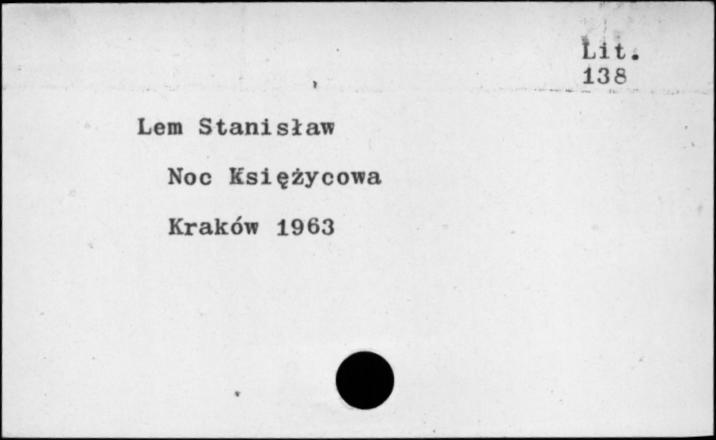 Lit.
138
Lem Stanisław
Noc Księżycowa
Kraków 1963